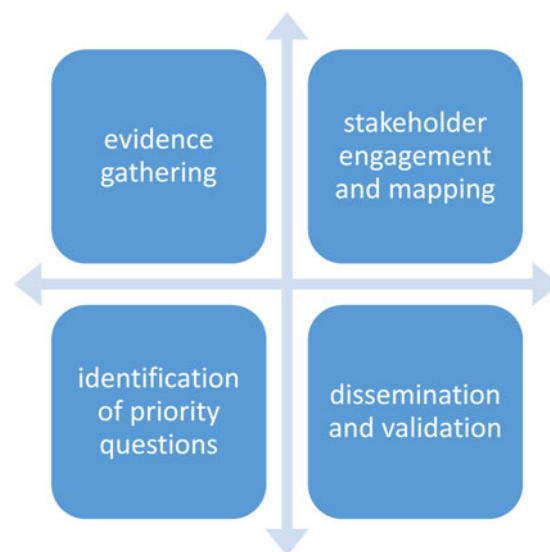 evidence
gathering
stakeholder
engagement
and mapping
identification
of priority
questions
dissemination
and validation